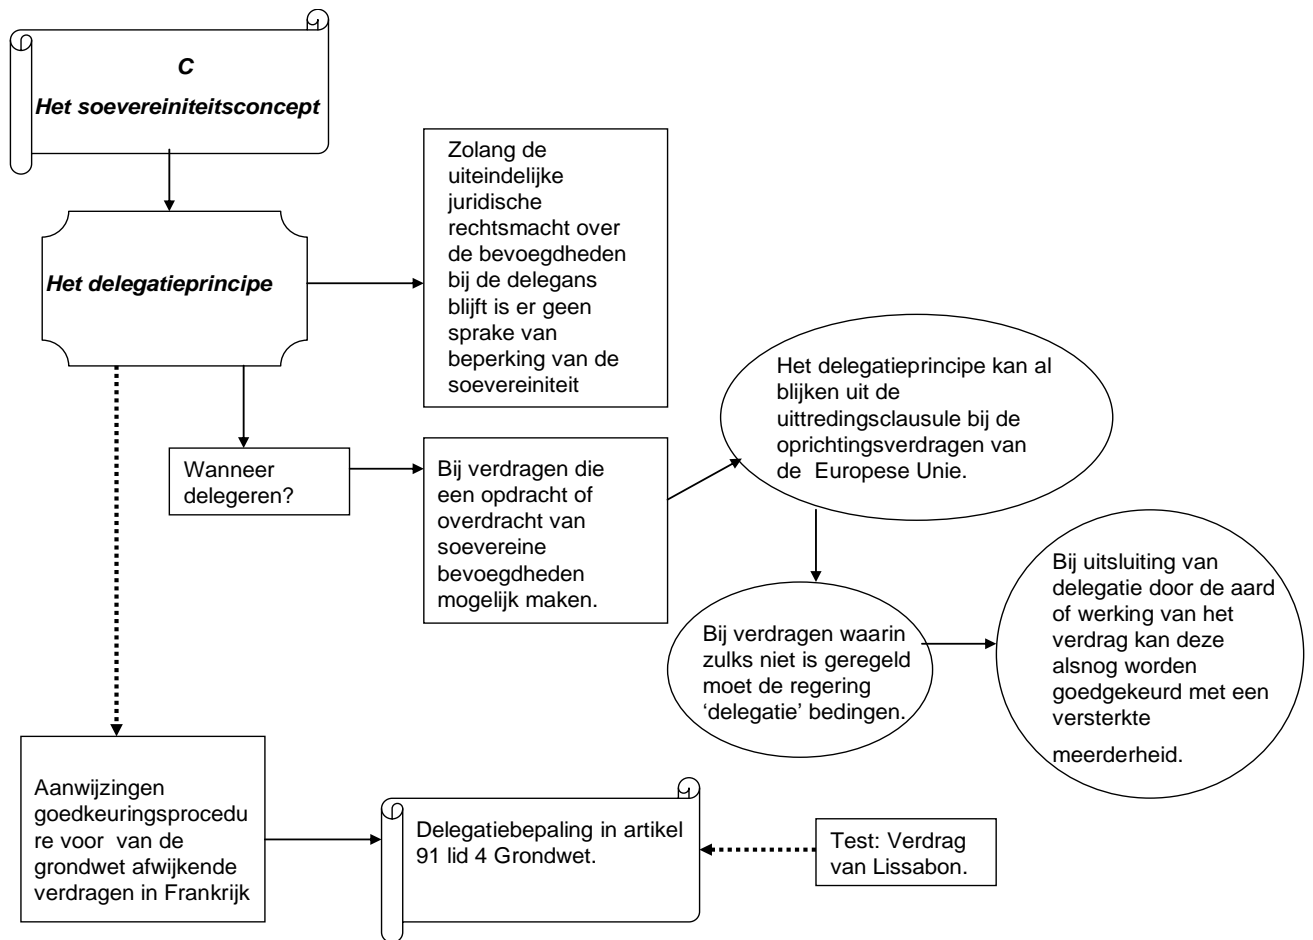 C
Het soevereiniteitsconcept
Zolang de
uiteindelijke
juridische
rechtsmacht over
de bevoegdheden
bij de delegans
blijft is er geen
sprake van
beperking van de
soevereiniteit
Het delegatieprincipe
Het delegatieprincipe kan al
blijken uit de
uittredingsclausule bij de
oprichtingsverdragen van
de Europese Unie.
Wanneer
delegeren?
Bij verdragen die
een opdracht of
overdracht van
soevereine
bevoegdheden
mogelijk maken.
Bij verdragen waarin
zulks niet is geregeld
moet de regering
‘delegatie’ bedingen.
Bij uitsluiting van
delegatie door de aard
of werking van het
verdrag kan deze
alsnog worden
goedgekeurd met een
versterkte
meerderheid.
Aanwijzingen
goedkeuringsprocedu
re voor van de
grondwet afwijkende
verdragen in Frankrijk
Delegatiebepaling in artikel
91 lid 4 Grondwet.
Test: Verdrag
van Lissabon.